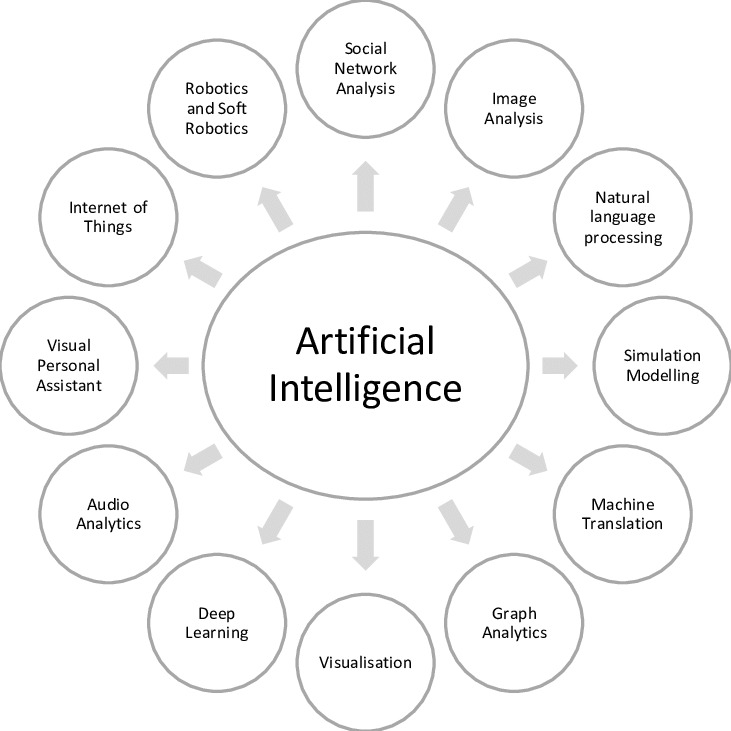 Social
Network
Analysis
Image
Analysis
Natural
language
processing
Simulation
Modelling
Machine
Translation
Graph
Analytics
Visualisation
Deep
Learning
Audio
Analytics
Visual
Personal
Assistant
Internet of
Things
Robotics
and Soft
Robotics
Artificial
Intelligence